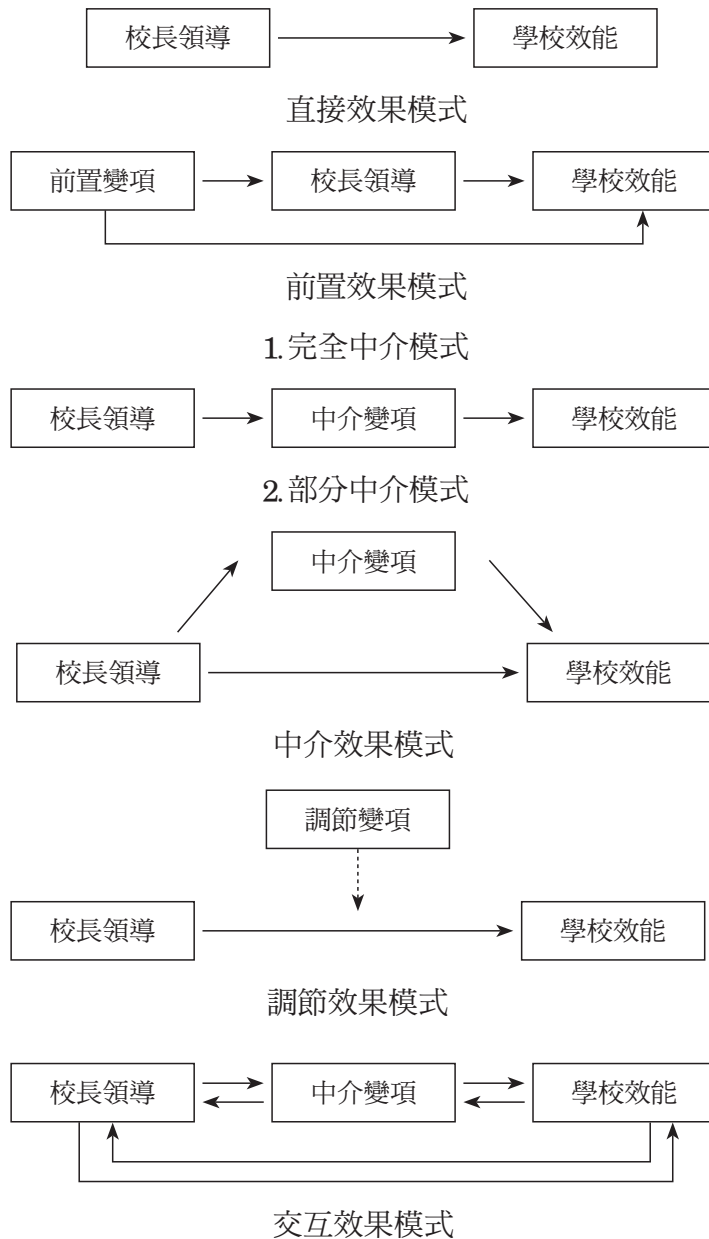 校長領導 學校效能
直接效果模式
前置變項 校長領導 學校效能
前置效果模式
1.完全中介模式
校長領導 中介變項 學校效能
2.部分中介模式
中介變項
校長領導 學校效能
中介效果模式
調節變項
校長領導 學校效能
調節效果模式
校長領導 中介變項 學校效能
交互效果模式